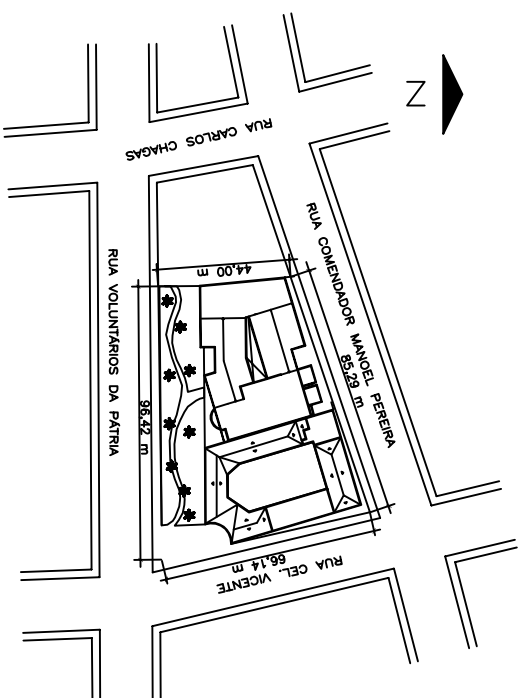 N
RUA CARLOS CHAGAS
RUA COMENDADOR MANOEL PEREIRA
85,29 m
44,00 m
RUA VOLUNTÁRIOS DA PÁTRIA
96,42 m
66,14 m
RUA CEL. VICENTE